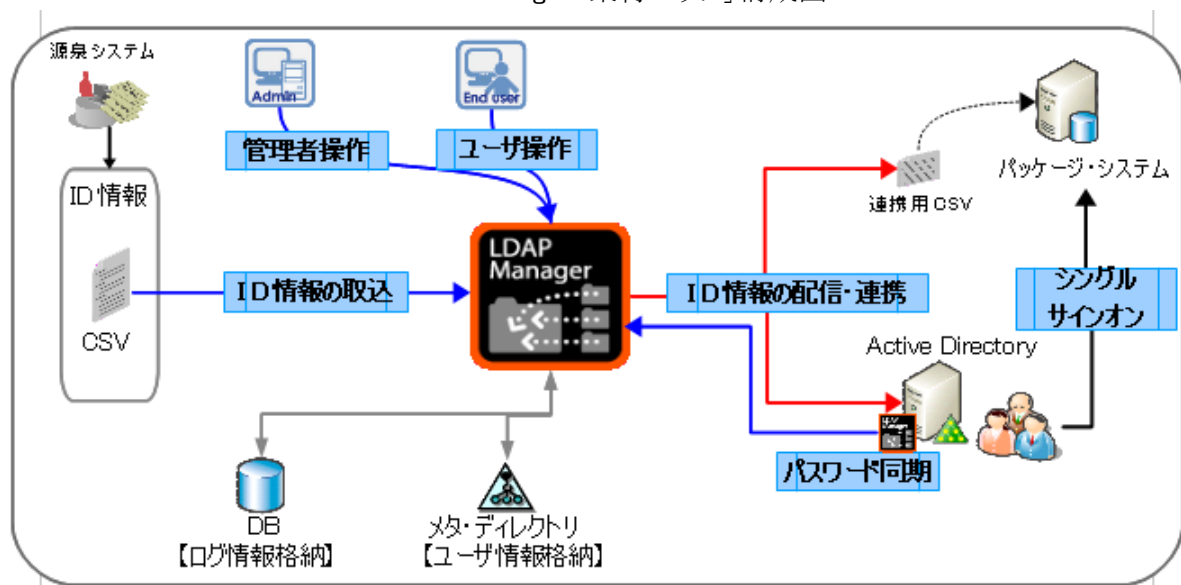 構成図
源泉システム
Admin
End user
管理者操作
ユーザ操作
ID情報
CSV
ID情報の取込
LDAP
Manager
ID情報の配信・連携
連携用CSV
パッケージ・システム
シングル
サインオン
Active Directory
パスワード同期
DB
【ログ情報格納】
メタ・ディレクトリ
【ユーザ情報格納】